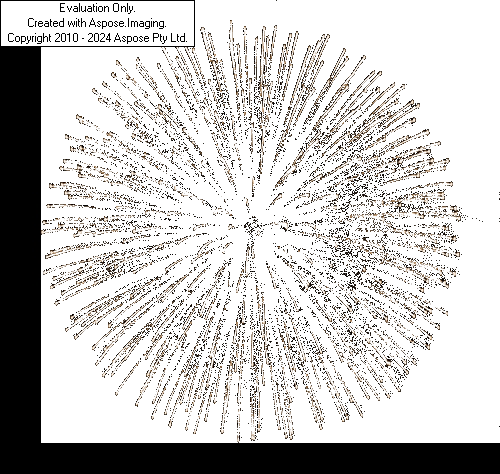 Evaluation Only.
Created with Aspose.Imaging.
Copyright 2010 - 2024 Aspose Pty Ltd.